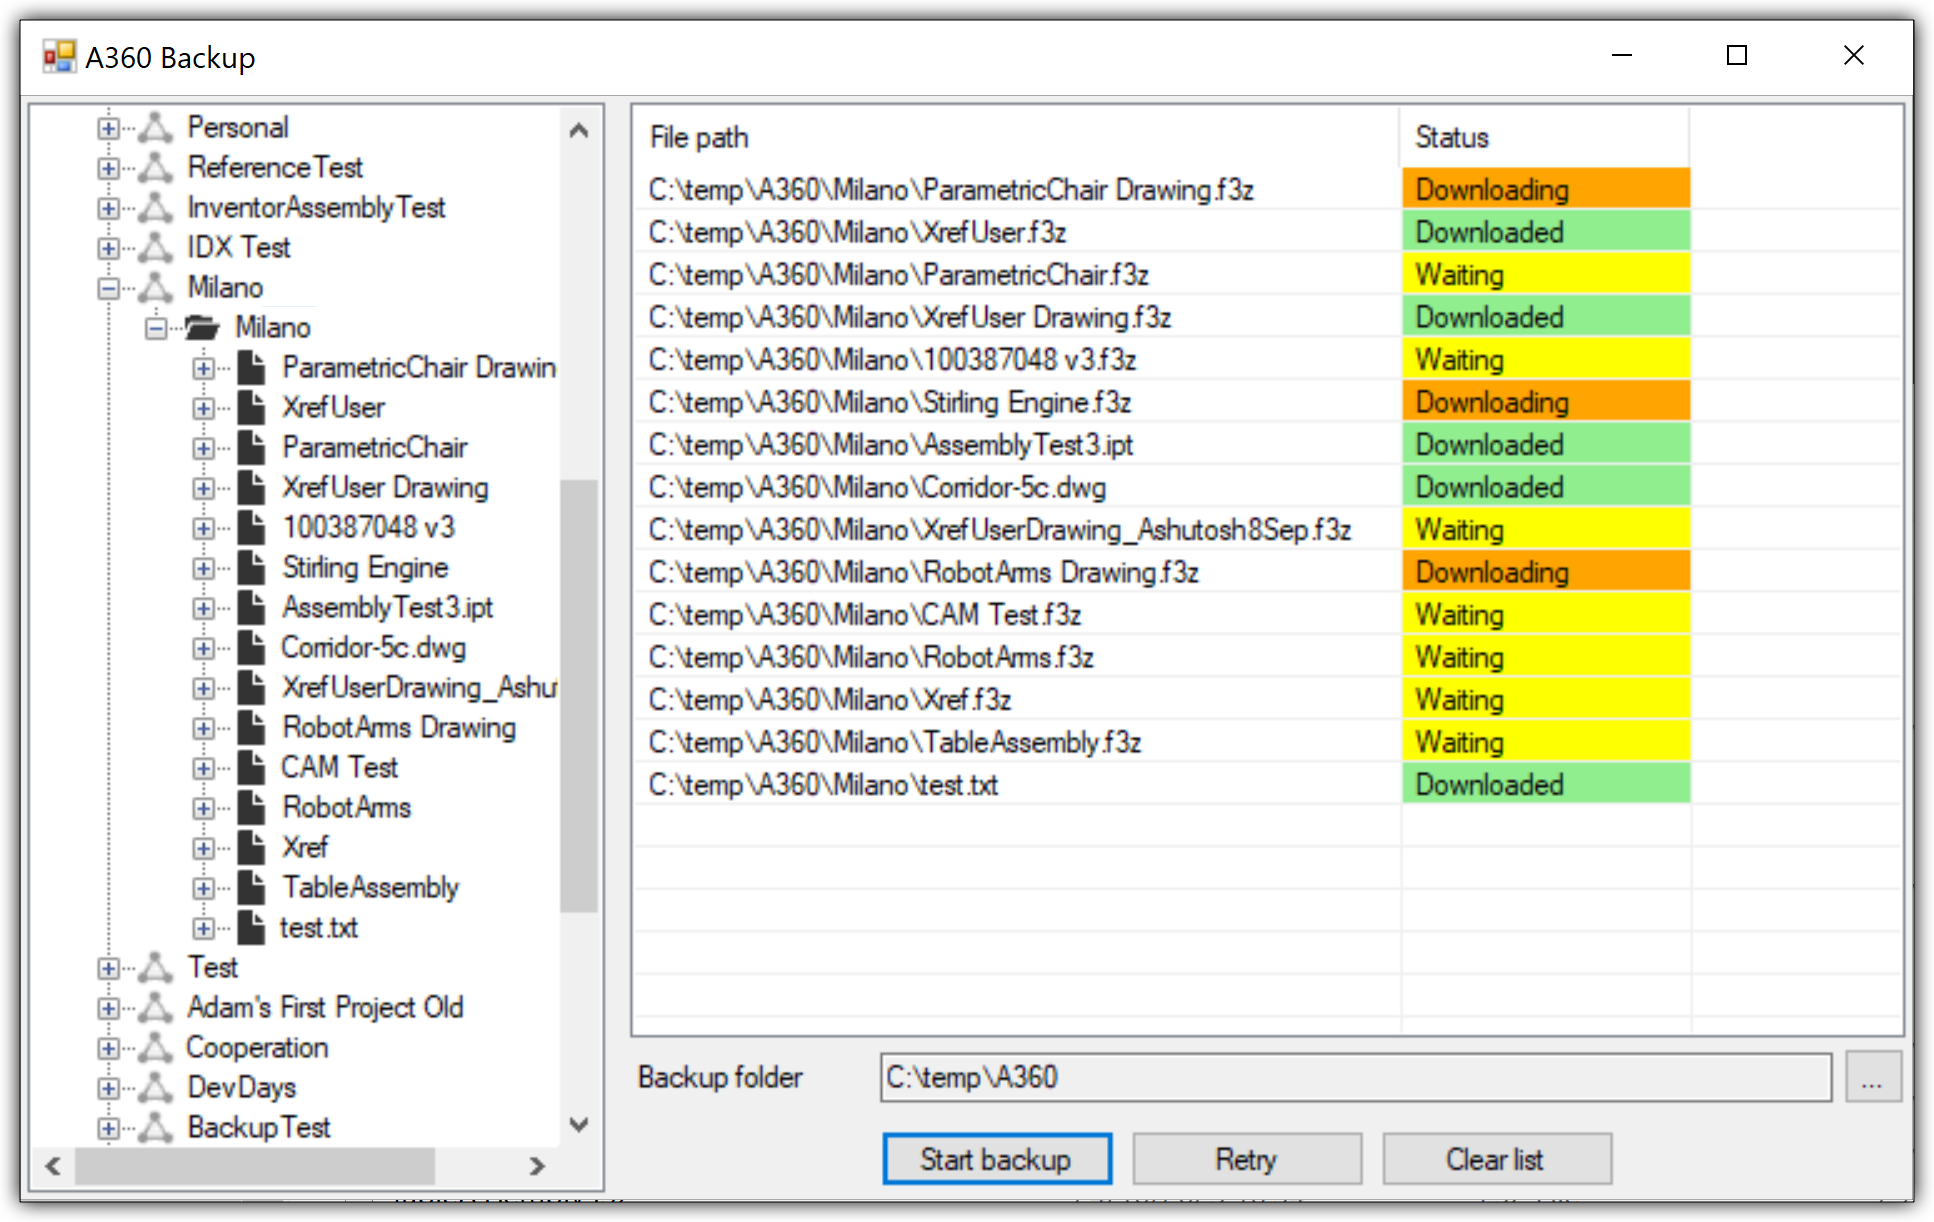 A360 Backup
Personal
ReferenceTest
InventorAssemblyTest
IDX Test
Milano
Milano
ParametricChair Drawin
XrefUser
ParametricChair
XrefUser Drawing
100387048 v3
Stirling Engine
AssemblyTest3.ipt
Corridor-5c.dwg
XrefUserDrawing_Ashut
RobotArms Drawing
CAM Test
RobotArms
Xref
TableAssembly
test.txt
Test
Adam's First Project Old
Cooperation
DevDays
BackupTest
File path Status
C:\temp\A360\Milano\ParametricChair Drawing.f3z Downloading
C:\temp\A360\Milano\XrefUser.f3z Downloaded
C:\temp\A360\Milano\ParametricChair.f3z Waiting
C:\temp\A360\Milano\XrefUser Drawing.f3z Downloaded
C:\temp\A360\Milano\100387048 v3.f3z Waiting
C:\temp\A360\Milano\Stirling Engine.f3z Downloading
C:\temp\A360\Milano\AssemblyTest3.ipt Downloaded
C:\temp\A360\Milano\Corridor-5c.dwg Downloaded
C:\temp\A360\Milano\XrefUserDrawing_Ashutosh8Sep.f3z Waiting
C:\temp\A360\Milano\RobotArms Drawing.f3z Downloading
C:\temp\A360\Milano\CAM Test.f3z Waiting
C:\temp\A360\Milano\RobotArms.f3z Waiting
C:\temp\A360\Milano\Xref.f3z Waiting
C:\temp\A360\Milano\TableAssembly.f3z Waiting
C:\temp\A360\Milano\test.txt Downloaded
Backup folder C:\temp\A360 ...
Start backup Retry Clear list